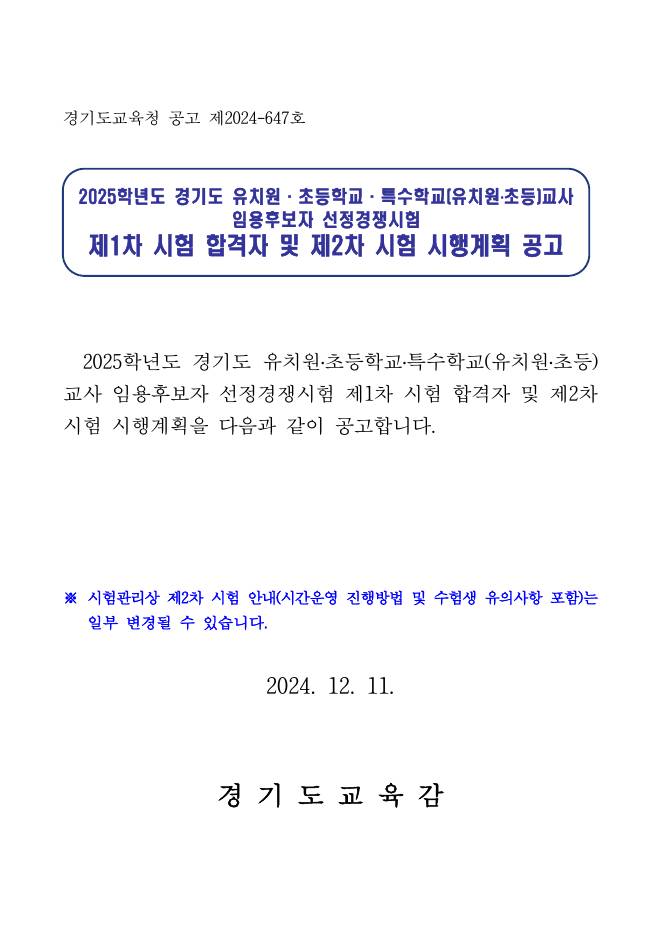 경기도교육청 공고 제2024-647호
2025학년도 경기도 유치원ㆍ초등학교ㆍ특수학교(유치원·초등)교사
임용후보자 선정경쟁시험
제1차 시험 합격자 및 제2차 시험 시행계획 공고
2025학년도 경기도 유치원·초등학교·특수학교(유치원·초등)
교사 임용후보자 선정경쟁시험 제1차 시험 합격자 및 제2차
시험 시행계획을 다음과 같이 공고합니다.
※ 시험관리상 제2차 시험 안내(시간운영 진행방법 및 수험생 유의사항 포함)는
일부 변경될 수 있습니다.
2024. 12. 11.
경 기 도 교 육 감